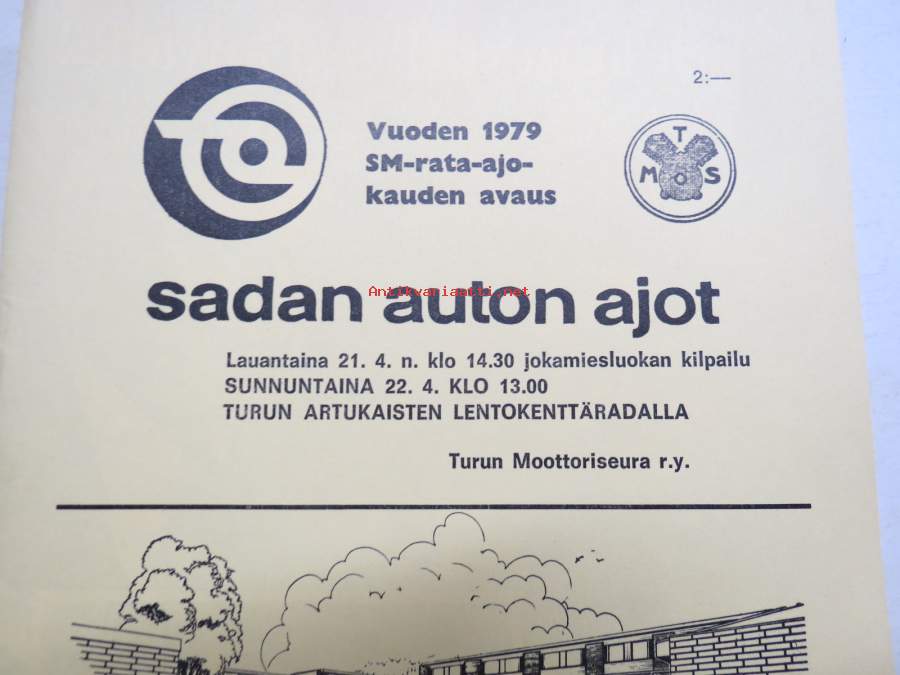 2:—
Vuoden 1979
SM-rata-ajo-
kauden avaus
T
M O S
sadan auton ajot
Antikvariaatti.net
Lauantaina 21. 4. n. klo 14.30 jokamiesluokan kilpailu
SUNNUNTAINA 22. 4. KLO 13.00
TURUN ARTUKAISTEN LENTOKENTTÄRADALLA
Turun Moottoriseura r.y.